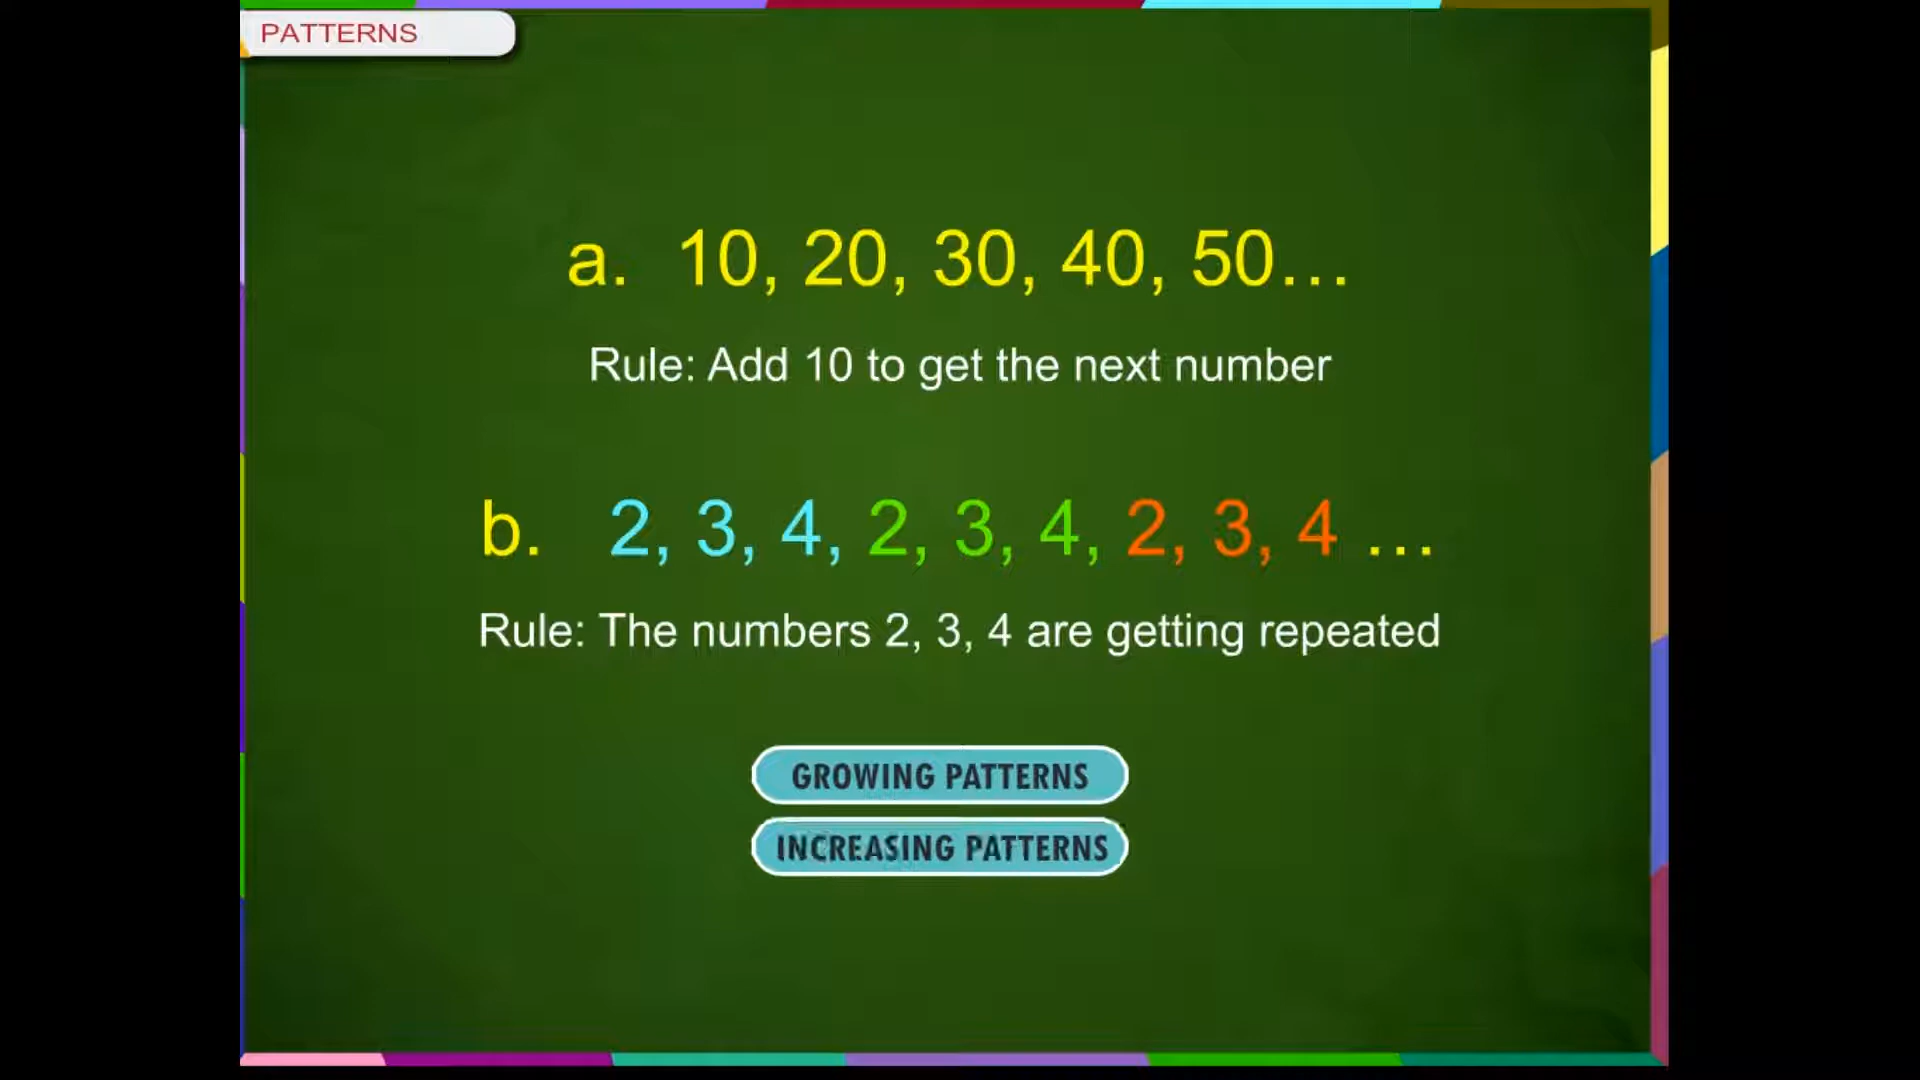 PATTERNS
a. 10, 20, 30, 40, 50...
Rule: Add 10 to get the next number
b. 2, 3, 4, 2, 3, 4, 2, 3, 4 ...
Rule: The numbers 2, 3, 4 are getting repeated
GROWING PATTERNS
INCREASING PATTERNS